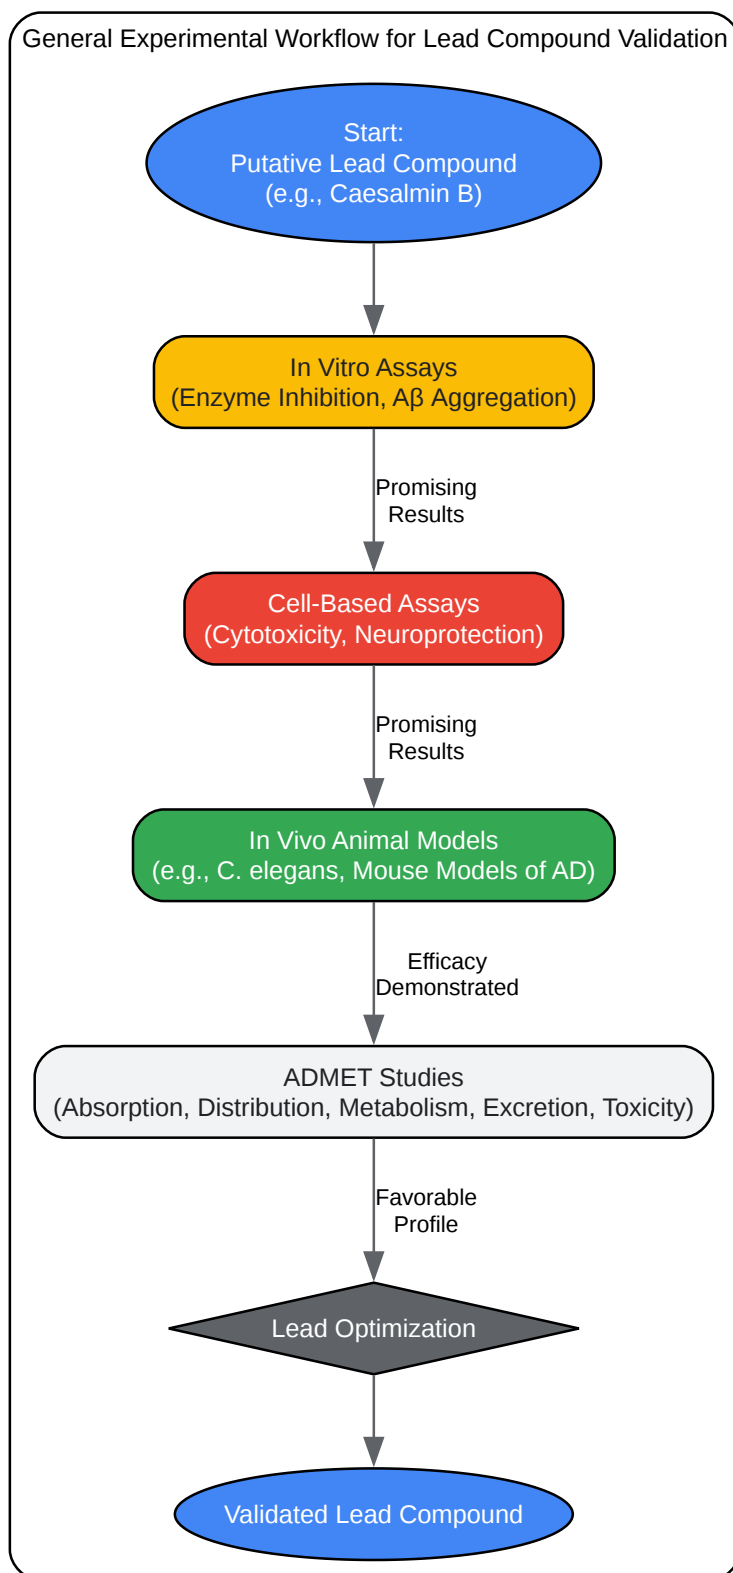 General Experimental Workflow for Lead Compound Validation
Start:
Putative Lead Compound
(e.g., Caesalmin B)
In Vitro Assays
(Enzyme Inhibition, Aβ Aggregation)
Promising
Results
Cell-Based Assays
(Cytotoxicity, Neuroprotection)
Promising
Results
In Vivo Animal Models
(e.g., C. elegans, Mouse Models of AD)
Efficacy
Demonstrated
ADMET Studies
(Absorption, Distribution, Metabolism, Excretion, Toxicity)
Favorable
Profile
Lead Optimization
Validated Lead Compound